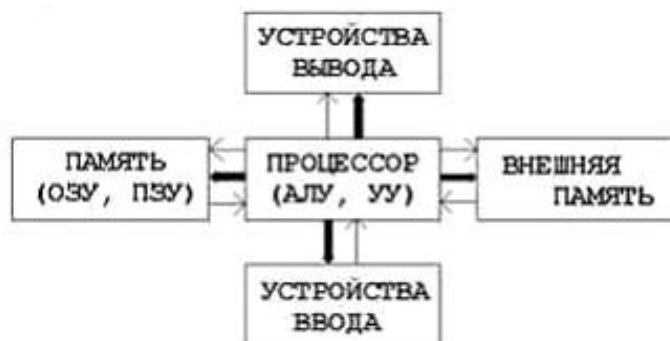 УСТРОЙСТВА
ВЫВОДА
ПАМЯТЬ
(ОЗУ, ПЗУ)
ПРОЦЕССОР
(АЛУ, УУ)
ВНЕШНЯЯ
ПАМЯТЬ
УСТРОЙСТВА
ВВОДА